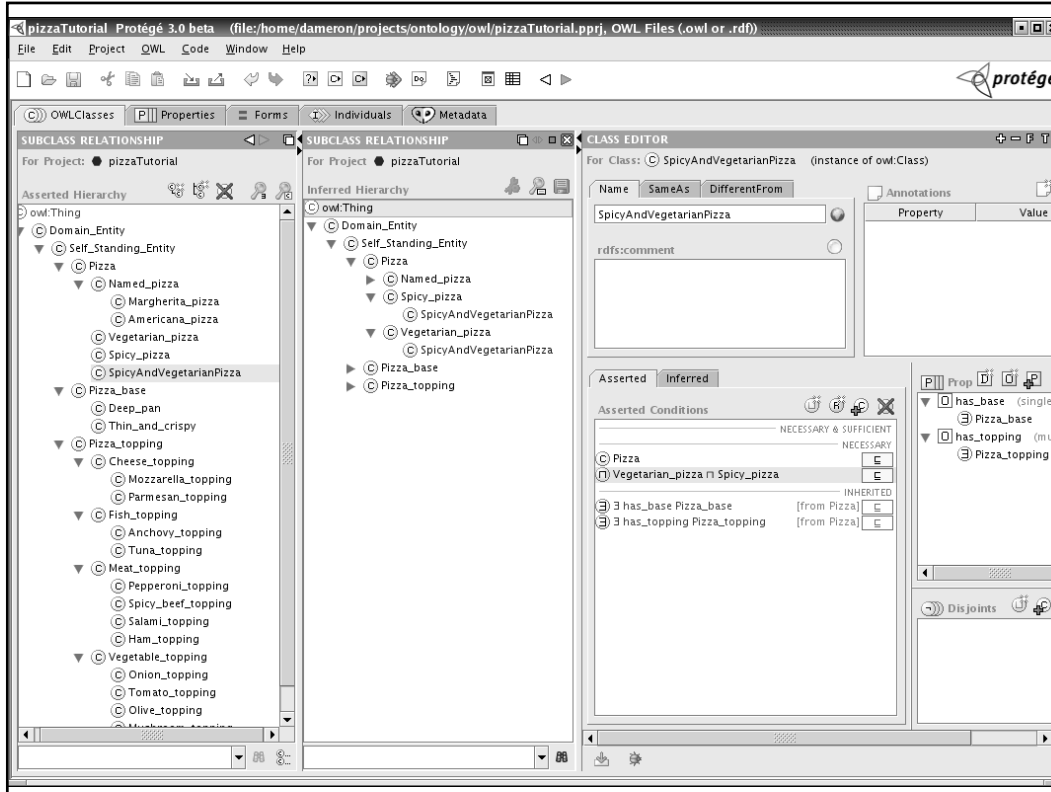 pizzaTutorial Protégé 3.0 beta (file:/home/dameron/projects/ontology/owl/pizzaTutorial.pprj, OWL Files (.owl or .rdf))
File Edit Project OWL Code Window Help
protégé
OWLClasses Properties Forms Individuals Metadata
SUBCLASS RELATIONSHIP
For Project: pizzaTutorial
Asserted Hierarchy
owl:Thing
Domain_Entity
Self_Standing_Entity
Pizza
Named_pizza
Margherita_pizza
Americana_pizza
Vegetarian_pizza
Spicy_pizza
SpicyAndVegetarianPizza
Pizza_base
Deep_pan
Thin_and_crispy
Pizza_topping
Cheese_topping
Mozzarella_topping
Parmesan_topping
Fish_topping
Anchovy_topping
Tuna_topping
Meat_topping
Pepperoni_topping
Spicy_beef_topping
Salami_topping
Ham_topping
Vegetable_topping
Onion_topping
Tomato_topping
Olive_topping
SUBCLASS RELATIONSHIP
For Project pizzaTutorial
Inferred Hierarchy
owl:Thing
Domain_Entity
Self_Standing_Entity
Pizza
Named_pizza
Spicy_pizza
SpicyAndVegetarianPizza
Vegetarian_pizza
SpicyAndVegetarianPizza
Pizza_base
Pizza_topping
CLASS EDITOR
For Class: SpicyAndVegetarianPizza (instance of owl:Class)
Name SameAs DifferentFrom
SpicyAndVegetarianPizza
rdfs:comment
Annotations
Property Value
Asserted Inferred
Asserted Conditions
NECESSARY & SUFFICIENT
NECESSARY
Pizza ⊑
Vegetarian_pizza ⊓ Spicy_pizza ⊑
INHERITED
∃ has_base Pizza_base [from Pizza] ⊑
∃ has_topping Pizza_topping [from Pizza] ⊑
Prop
has_base (single
Pizza_base
has_topping (mu
Pizza_topping
Disjoints